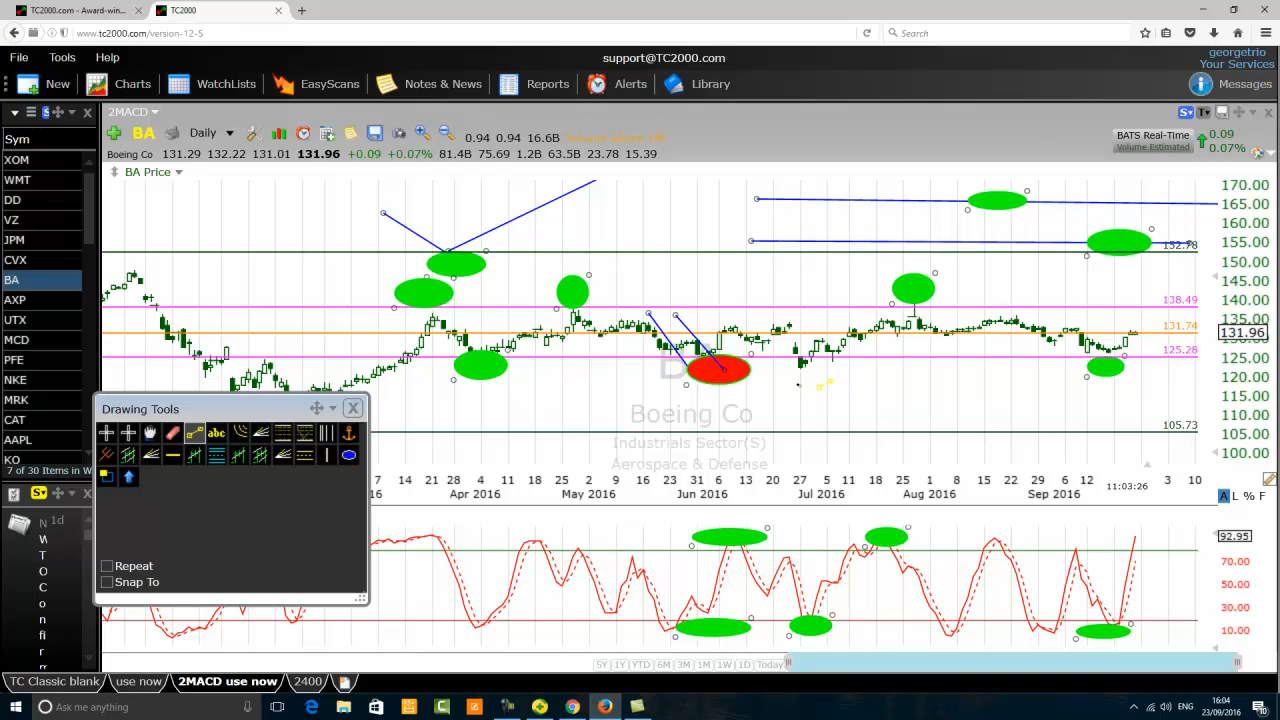 TC2000.com - Award-win...
TC2000
www.tc2000.com/version-12-5
Search
File Tools Help
support@TC2000.com
georgetrio
Your Services
New Charts WatchLists EasyScans Notes & News Reports Alerts Library Messages
2MACD
Sym
BA Daily 0.94 0.94 16.6B
BATS Real-Time
Volume Estimated
0.09
0.07%
Boeing Co 131.29 132.22 131.01 131.96 +0.09 +0.07% 81.4B 75.69 1.2B 63.5B 23.78 15.39
BA Price
XOM
WMT
DD
VZ
JPM
CVX
BA
AXP
UTX
MCD
PFE
NKE
MRK
CAT
AAPL
KO
7 of 30 Items in W
170.00
165.00
160.00
155.00
152.78
150.00
145.00
140.00
138.49
131.74
131.96
125.28
125.00
120.00
115.00
110.00
105.73
105.00
100.00
Boeing Co
Industrials Sector(S)
Aerospace & Defense
Drawing Tools
abc
Repeat
Snap To
7 14 21 28 4 11 18 25 2 9 16 23 31 6 13 20 27 5 11 18 25 1 8 15 22 29 6 12 3 10
16 Apr 2016 May 2016 Jun 2016 Jul 2016 Aug 2016 Sep 2016 11:03:26
A L % F
N 1d
W
T
O
C
o
n
fi
r
m
92.95
70.00
50.00
30.00
10.00
5Y 1Y YTD 6M 3M 1M 1W 1D Today
TC Classic blank use now 2MACD use now 2400
Ask me anything
ENG
16:04
23/09/2016